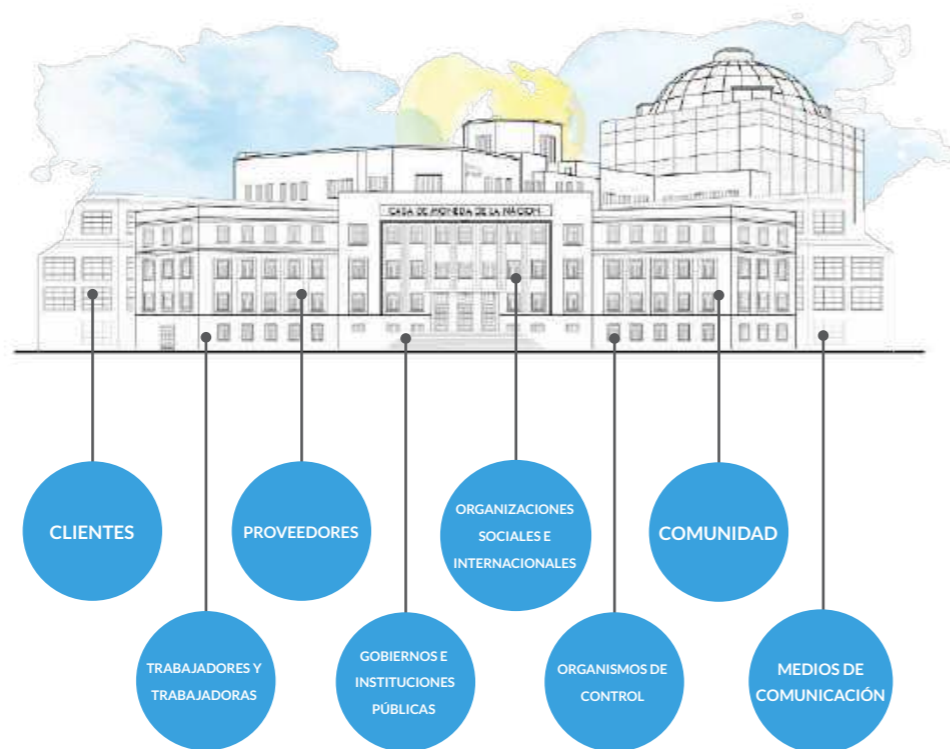 CASA DE MONEDA DE LA NACION
CLIENTES
PROVEEDORES
ORGANIZACIONES
SOCIALES E
INTERNACIONALES
COMUNIDAD
TRABAJADORES Y
TRABAJADORAS
GOBIERNOS E
INSTITUCIONES
PÚBLICAS
ORGANISMOS DE
CONTROL
MEDIOS DE
COMUNICACIÓN